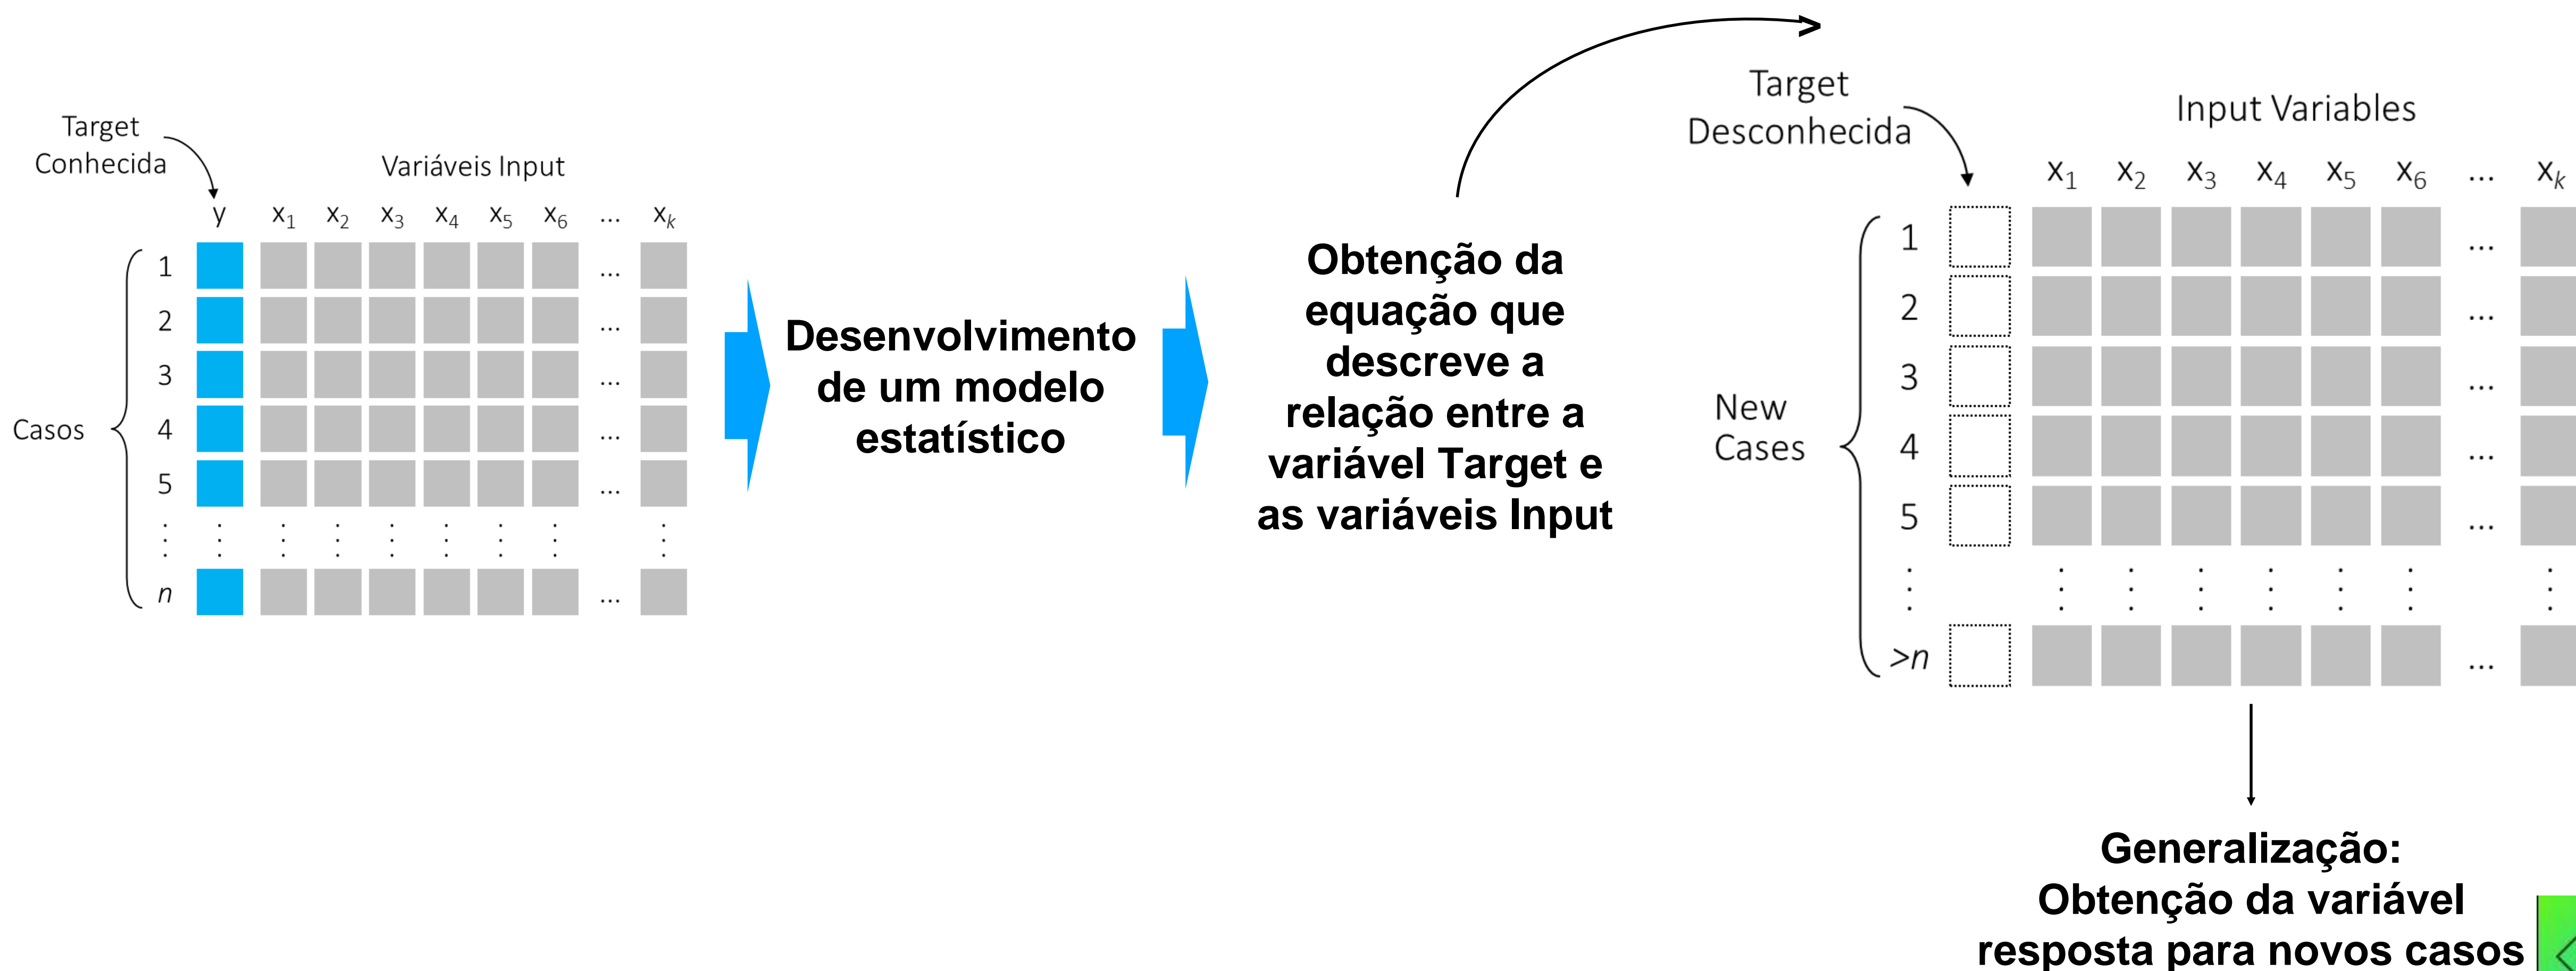 Target
Conhecida
Variáveis Input
y x₁ x₂ x₃ x₄ x₅ x₆ ... xₖ
1 ...
2 ...
3 ...
Casos 4 ...
5 ...
n ...
Desenvolvimento
de um modelo
estatístico
Obtenção da
equação que
descreve a
relação entre a
variável Target e
as variáveis Input
Target
Desconhecida
Input Variables
x₁ x₂ x₃ x₄ x₅ x₆ ... xₖ
1 ...
2 ...
3 ...
New
Cases
4 ...
5 ...
>n ...
Generalização:
Obtenção da variável
resposta para novos casos